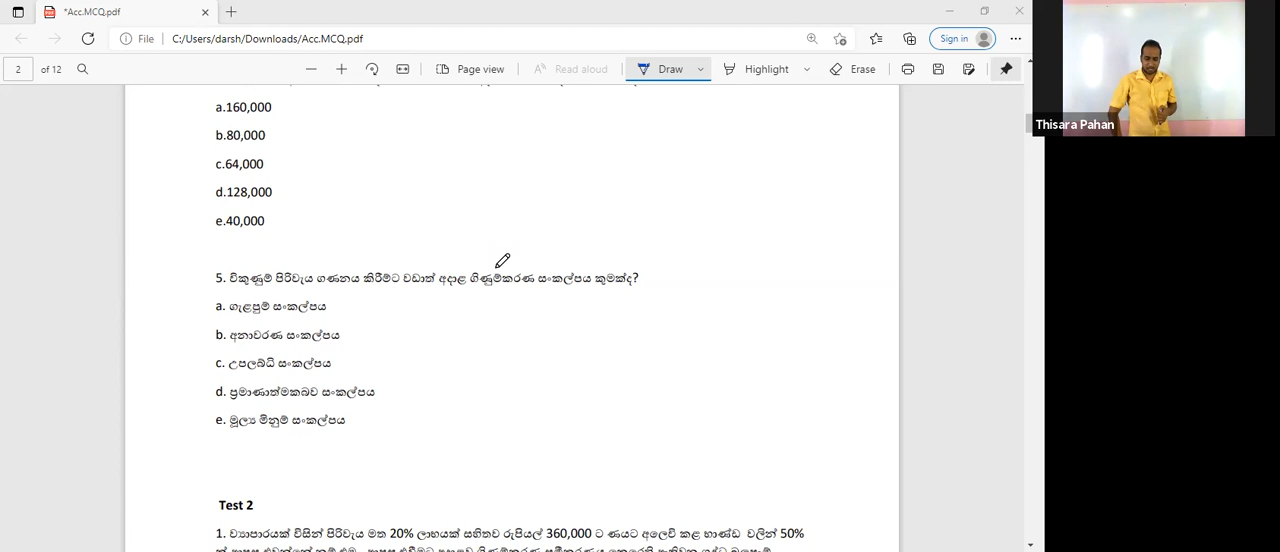 *Acc.MCQ.pdf
File C:/Users/darsh/Downloads/Acc.MCQ.pdf Sign in
2 of 12 Page view Read aloud Draw Highlight Erase
Thisara Pahan
a.160,000
b.80,000
c.64,000
d.128,000
e.40,000
5. විකුණුම් පිරිවැය ගණනය කිරීම්ට වඩාත් අදාළ ගිණුම්කරණ සංකල්පය කුමක්ද?
a. ගැළපුම් සංකල්පය
b. අනාවරණ සංකල්පය
c. උපලබ්ධි සංකල්පය
d. ප්‍රමාණාත්මකබව සංකල්පය
e. මූල්‍ය මිනුම් සංකල්පය
Test 2
1. ව්‍යාපාරයක් විසින් පිරිවැය මත 20% ලාභයක් සහිතව රුපියල් 360,000 ට ණයට අලෙවි කළ භාණ්ඩ වලින් 50%